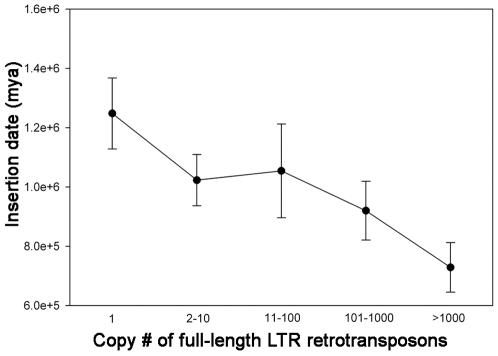 1.6e+6
1.4e+6
1.2e+6
1.0e+6
8.0e+5
6.0e+5
Insertion date (mya)
1 2-10 11-100 101-1000 >1000
Copy # of full-length LTR retrotransposons